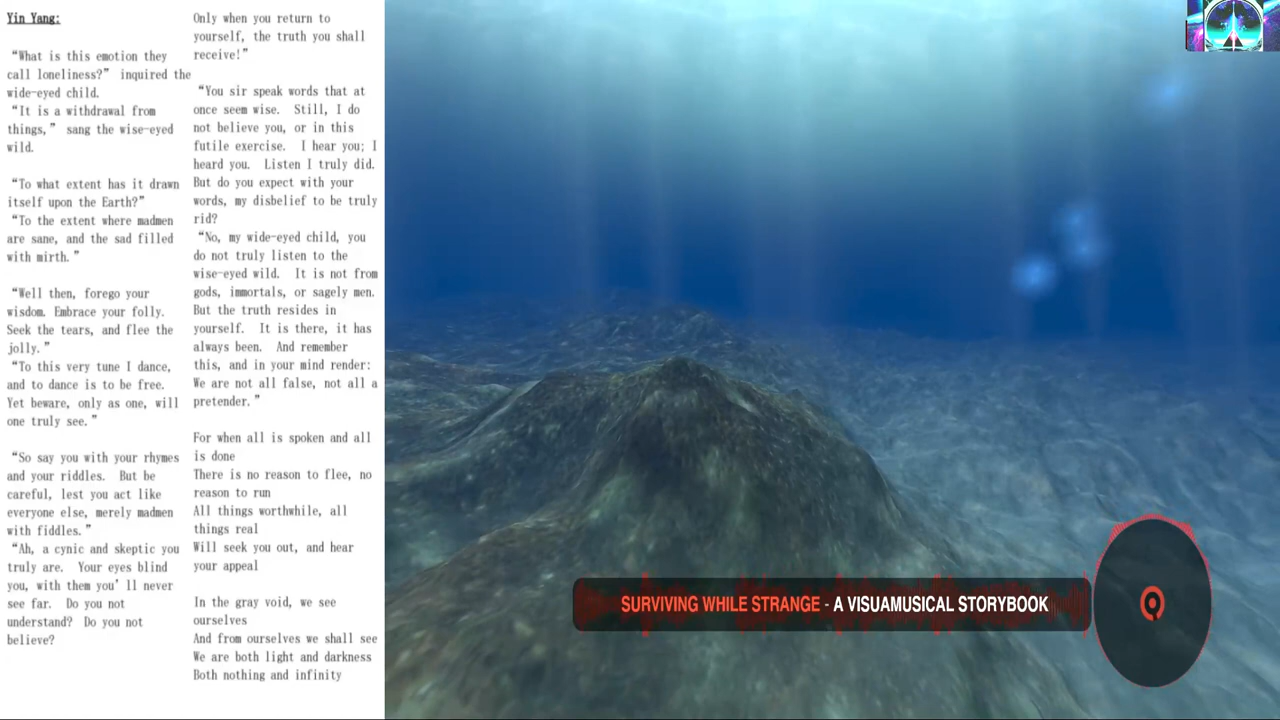 Yin Yang:
“What is this emotion they
call loneliness?” inquired the
wide-eyed child.
“It is a withdrawal from
things,” sang the wise-eyed
wild.
“To what extent has it drawn
itself upon the Earth?”
“To the extent where madmen
are sane, and the sad filled
with mirth.”
“Well then, forego your
wisdom. Embrace your folly.
Seek the tears, and flee the
jolly.”
“To this very tune I dance,
and to dance is to be free.
Yet beware, only as one, will
one truly see.”
“So say you with your rhymes
and your riddles. But be
careful, lest you act like
everyone else, merely madmen
with fiddles.”
“Ah, a cynic and skeptic you
truly are. Your eyes blind
you, with them you’ll never
see far. Do you not
understand? Do you not
believe?
Only when you return to
yourself, the truth you shall
receive!”
“You sir speak words that at
once seem wise. Still, I do
not believe you, or in this
futile exercise. I hear you; I
heard you. Listen I truly did.
But do you expect with your
words, my disbelief to be truly
rid?
“No, my wide-eyed child, you
do not truly listen to the
wise-eyed wild. It is not from
gods, immortals, or sagely men.
But the truth resides in
yourself. It is there, it has
always been. And remember
this, and in your mind render:
We are not all false, not all a
pretender.”
For when all is spoken and all
is done
There is no reason to flee, no
reason to run
All things worthwhile, all
things real
Will seek you out, and hear
your appeal
In the gray void, we see
ourselves
And from ourselves we shall see
We are both light and darkness
Both nothing and infinity
SURVIVING WHILE STRANGE - A VISUAMUSICAL STORYBOOK